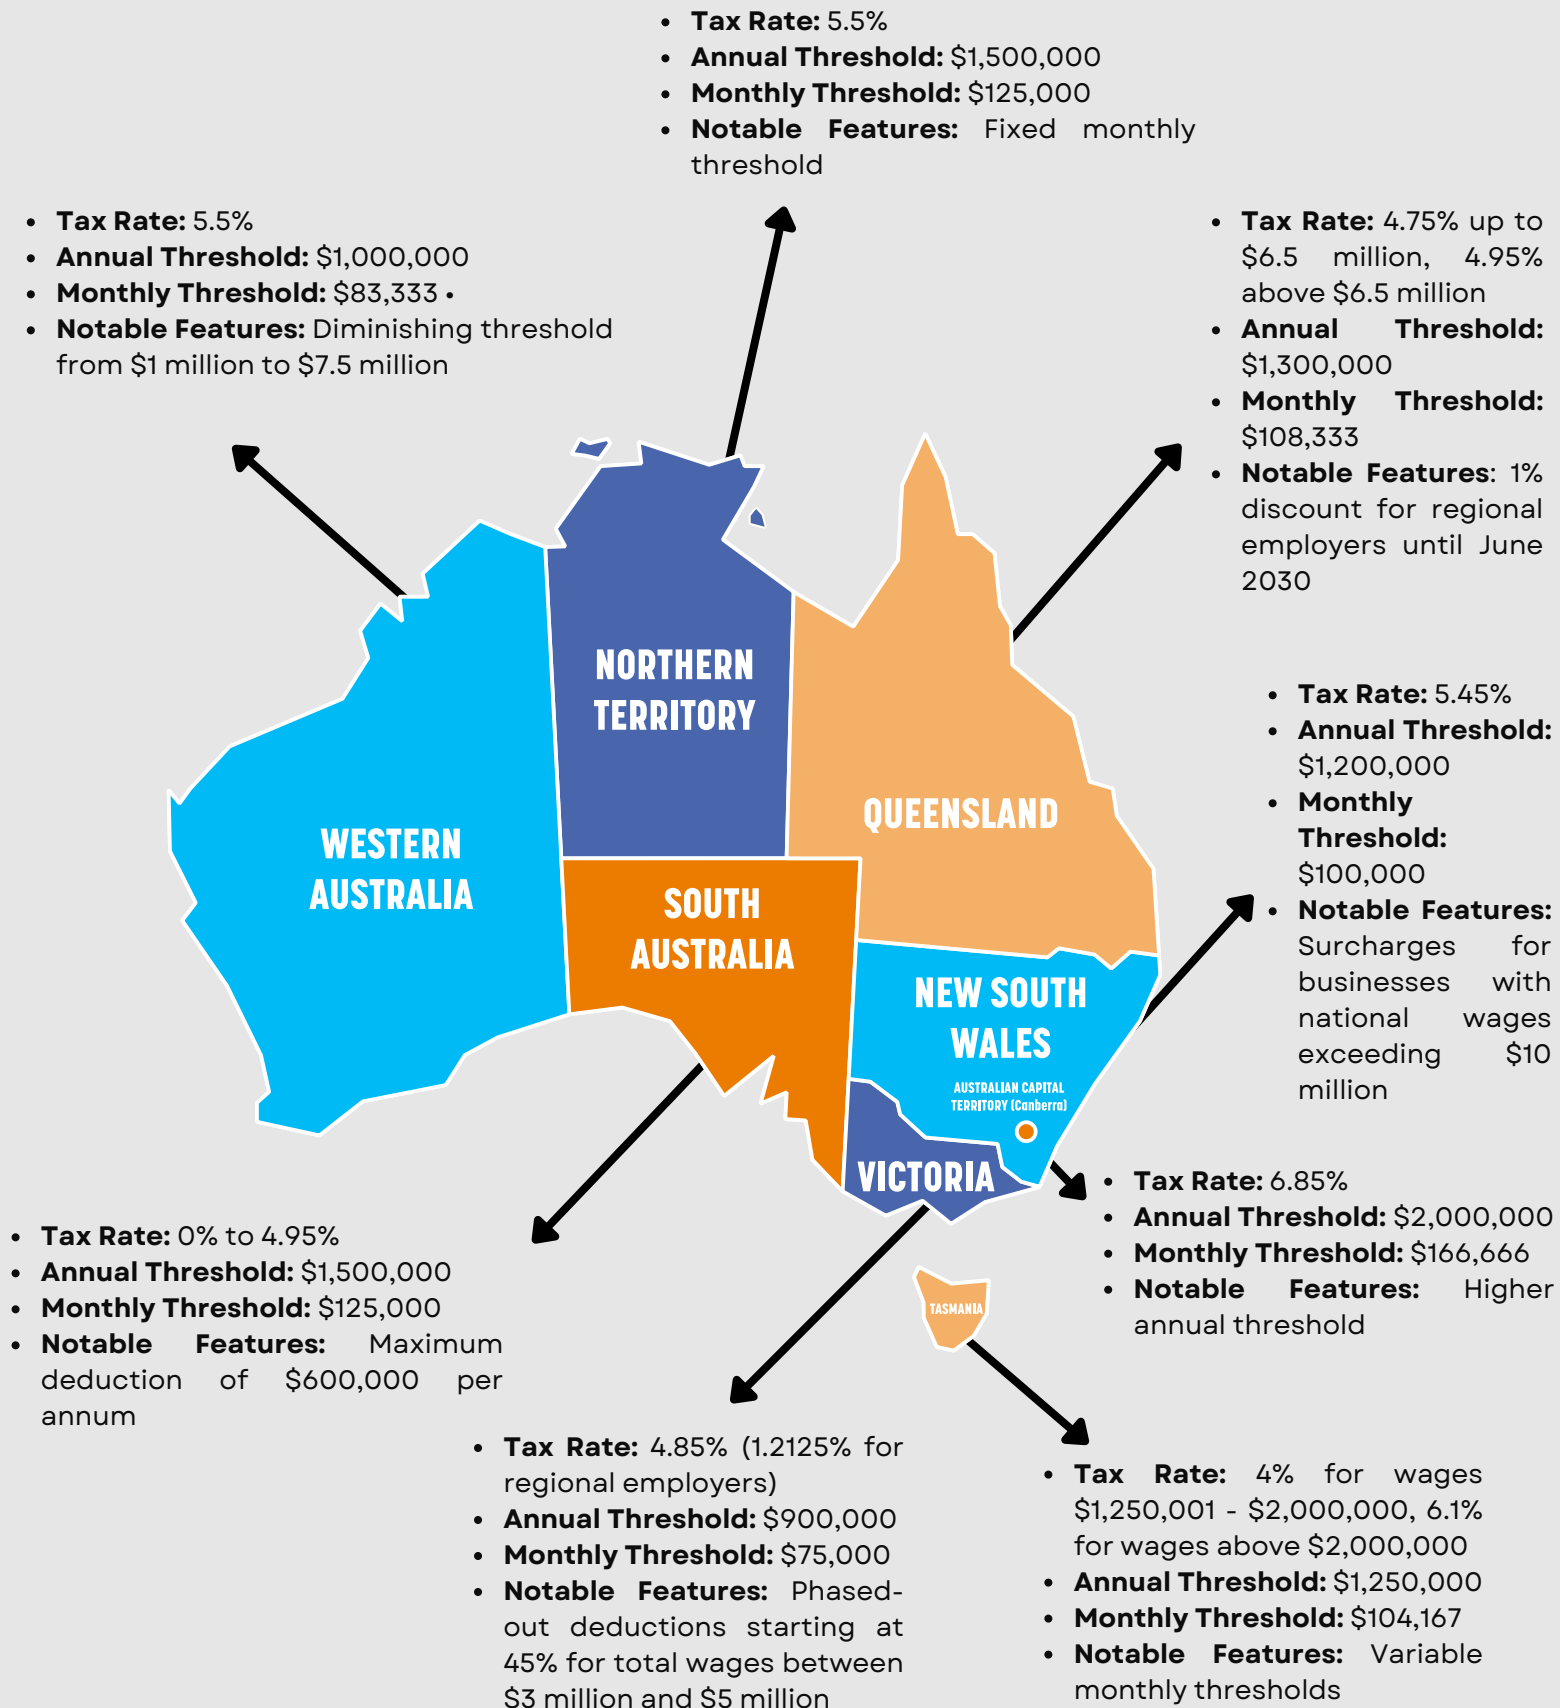 • Tax Rate: 5.5%
• Annual Threshold: $1,500,000
• Monthly Threshold: $125,000
• Notable Features: Fixed monthly
threshold
• Tax Rate: 5.5%
• Annual Threshold: $1,000,000
• Monthly Threshold: $83,333 •
• Notable Features: Diminishing threshold
from $1 million to $7.5 million
• Tax Rate: 4.75% up to
$6.5 million, 4.95%
above $6.5 million
• Annual Threshold:
$1,300,000
• Monthly Threshold:
$108,333
• Notable Features: 1%
discount for regional
employers until June
2030
NORTHERN
TERRITORY
QUEENSLAND
WESTERN
AUSTRALIA
SOUTH
AUSTRALIA
NEW SOUTH
WALES
AUSTRALIAN CAPITAL
TERRITORY (Canberra)
VICTORIA
TASMANIA
• Tax Rate: 5.45%
• Annual Threshold:
$1,200,000
• Monthly
Threshold:
$100,000
• Notable Features:
Surcharges for
businesses with
national wages
exceeding $10
million
• Tax Rate: 6.85%
• Annual Threshold: $2,000,000
• Monthly Threshold: $166,666
• Notable Features: Higher
annual threshold
• Tax Rate: 0% to 4.95%
• Annual Threshold: $1,500,000
• Monthly Threshold: $125,000
• Notable Features: Maximum
deduction of $600,000 per
annum
• Tax Rate: 4.85% (1.2125% for
regional employers)
• Annual Threshold: $900,000
• Monthly Threshold: $75,000
• Notable Features: Phased-
out deductions starting at
45% for total wages between
$3 million and $5 million
• Tax Rate: 4% for wages
$1,250,001 - $2,000,000, 6.1%
for wages above $2,000,000
• Annual Threshold: $1,250,000
• Monthly Threshold: $104,167
• Notable Features: Variable
monthly thresholds